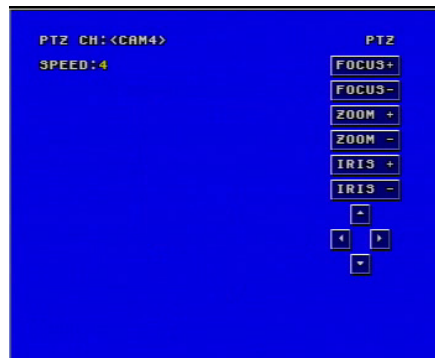 PTZ CH:<CAM4>
PTZ
SPEED:4
FOCUS+
FOCUS-
ZOOM +
ZOOM -
IRIS +
IRIS -